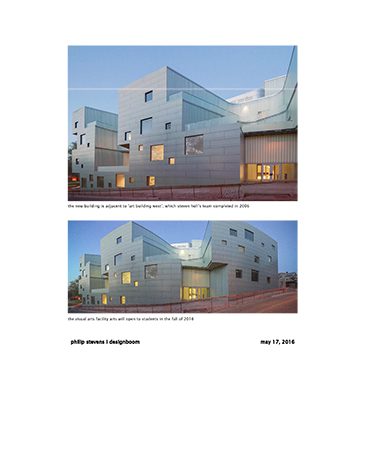 the new building is adjacent to 'art building west', which steven holl's team completed in 2006
the visual arts facility arts will open to students in the fall of 2016
philip stevens I designboom
may 17, 2016